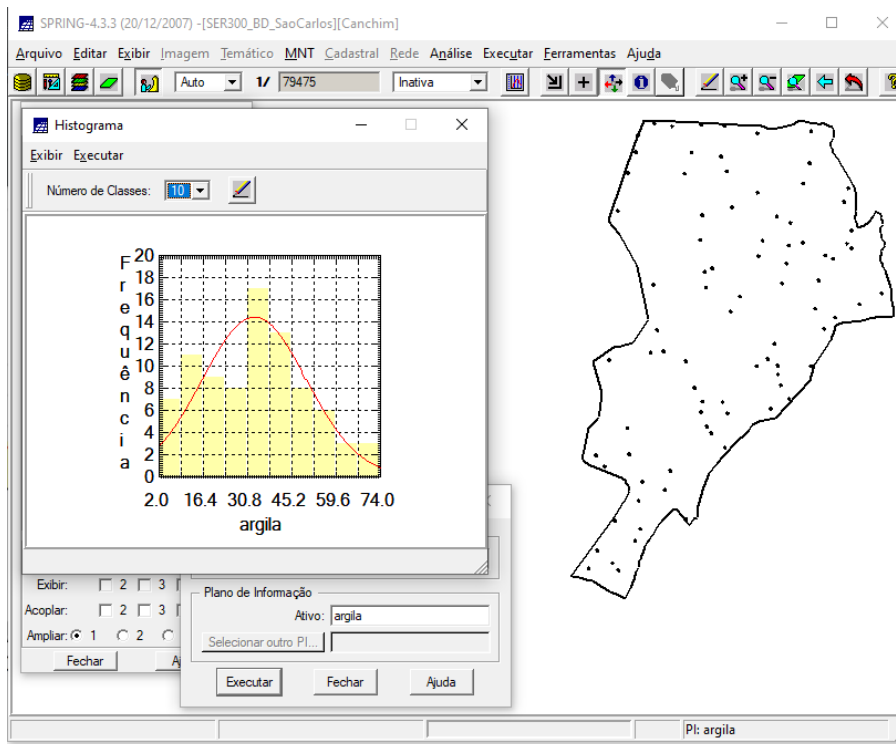 SPRING-4.3.3 (20/12/2007) -[SER300_BD_SaoCarlos][Canchim]
Arquivo Editar Exibir Imagem Temático MNT Cadastral Rede Análise Executar Ferramentas Ajuda
Auto 1/ 79475 Inativa
Histograma
Exibir Executar
Número de Classes: 10
Frequência
20
18
16
14
12
10
8
6
4
2
0
2.0 16.4 30.8 45.2 59.6 74.0
argila
Exibir: 2 3
Acoplar: 2 3
Ampliar: 1 2
Fechar
Plano de Informação
Ativo: argila
Selecionar outro PI...
Executar Fechar Ajuda
PI: argila